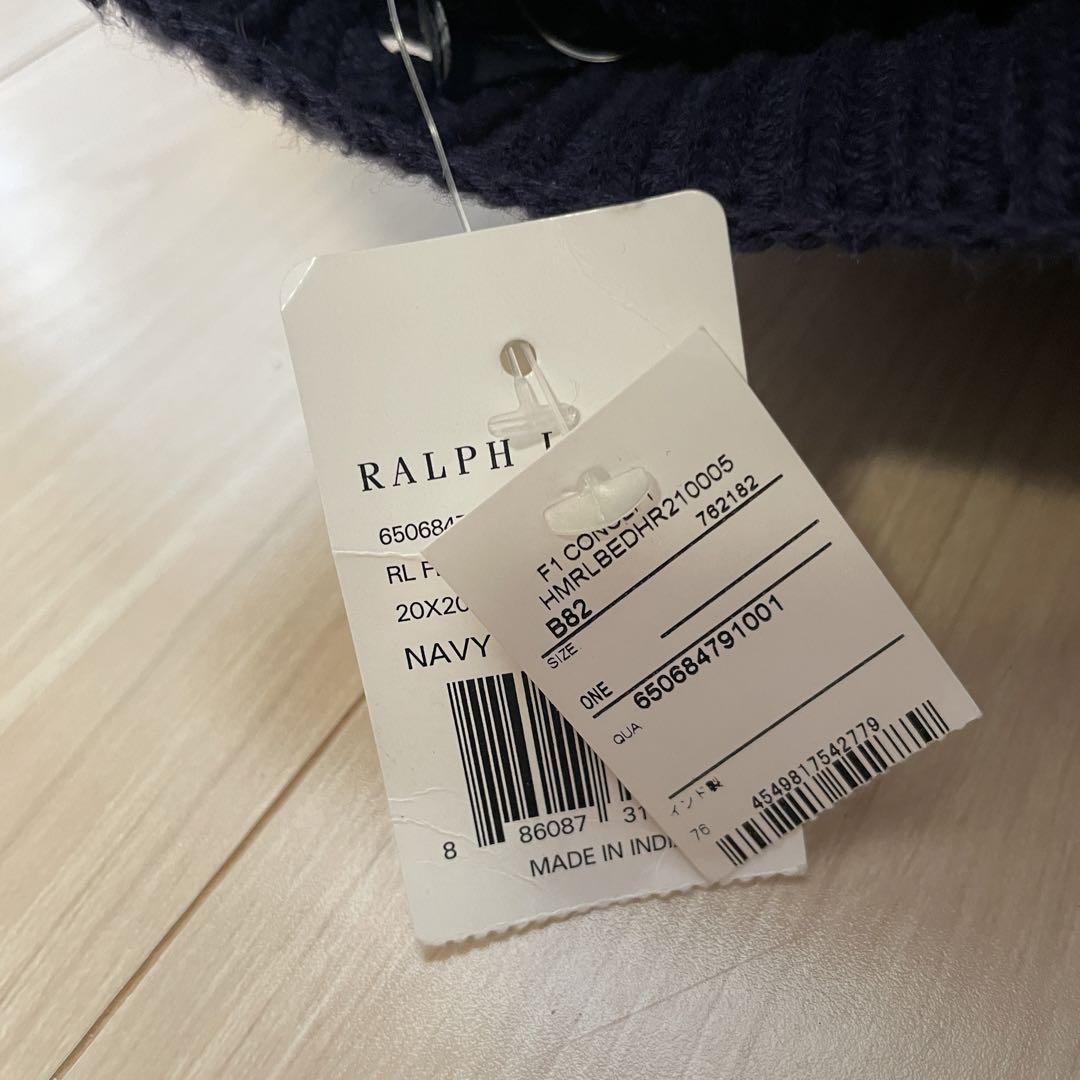 RALPH
650684
RL F
20X20
NAVY
8 86087 31
MADE IN INDIA
F1 CONCEPT
HMRLBEDHR210005
B82 762182
SIZE
ONE
650684791001
QUA
インド製
76
4549817542779